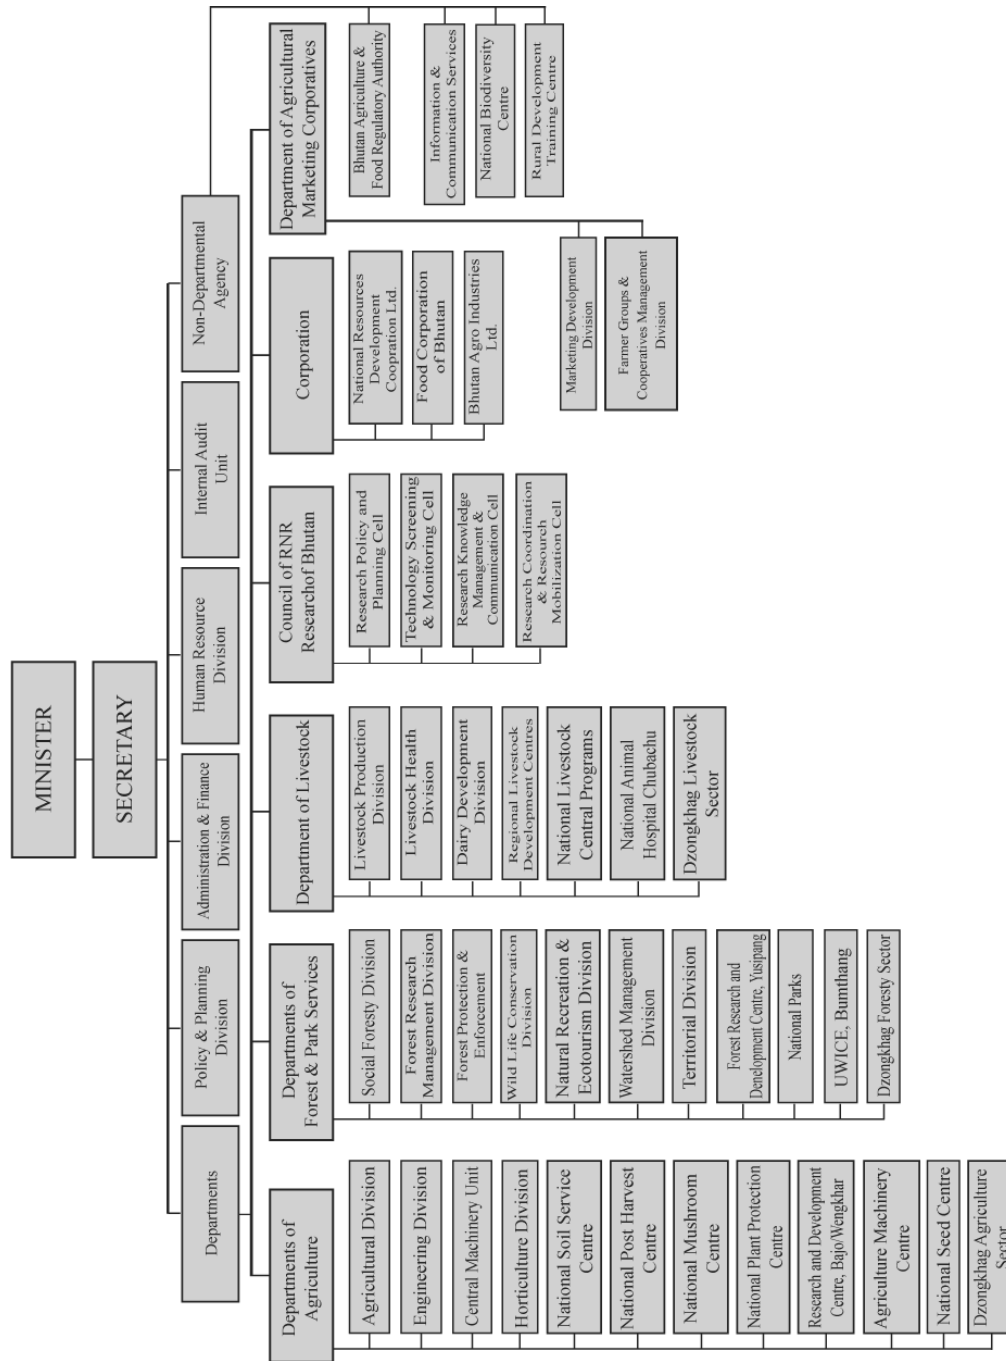 MINISTER
SECRETARY
Departments
Policy & Planning
Division
Administration & Finance
Division
Human Resource
Division
Internal Audit
Unit
Non-Departmental
Agency
Departments of
Agriculture
Agricultural Division
Engineering Division
Central Machinery Unit
Horticulture Division
National Soil Service
Centre
National Post Harvest
Centre
National Mushroom
Centre
National Plant Protection
Centre
Research and Development
Centre, Bajo/Wengkhar
Agriculture Machinery
Centre
National Seed Centre
Dzongkhag Agriculture
Sector
Departments of
Forest & Park Services
Social Foresty Division
Forest Research
Management Division
Forest Protection &
Enforcement
Wild Life Conservation
Division
Natural Recreation &
Ecotourism Division
Watershed Management
Division
Territorial Division
Forest Research and
Denelopment Centre, Yusipang
National Parks
UWICE, Bumthang
Dzongkhag Foresty Sector
Department of Livestock
Livestock Production
Division
Livestock Health
Division
Dairy Development
Division
Regional Livestock
Development Centres
National Livestock
Central Programs
National Animal
Hospital Chubachu
Dzongkhag Livestock
Sector
Council of RNR
Researchof Bhutan
Research Policy and
Planning Cell
Technology Screening
& Monitoring Cell
Research Knowledge
Management &
Communication Cell
Research Coordination
& Resourch
Mobilization Cell
Corporation
National Resources
Development
Coopration Ltd.
Food Corporation
of Bhutan
Bhutan Agro Industries
Ltd.
Department of Agricultural
Marketing Corporatives
Marketing Development
Division
Farmer Groups &
Cooperatives Management
Division
Bhutan Agriculture &
Food Regulatory Authority
Information &
Communication Services
National Biodiversity
Centre
Rural Development
Training Centre